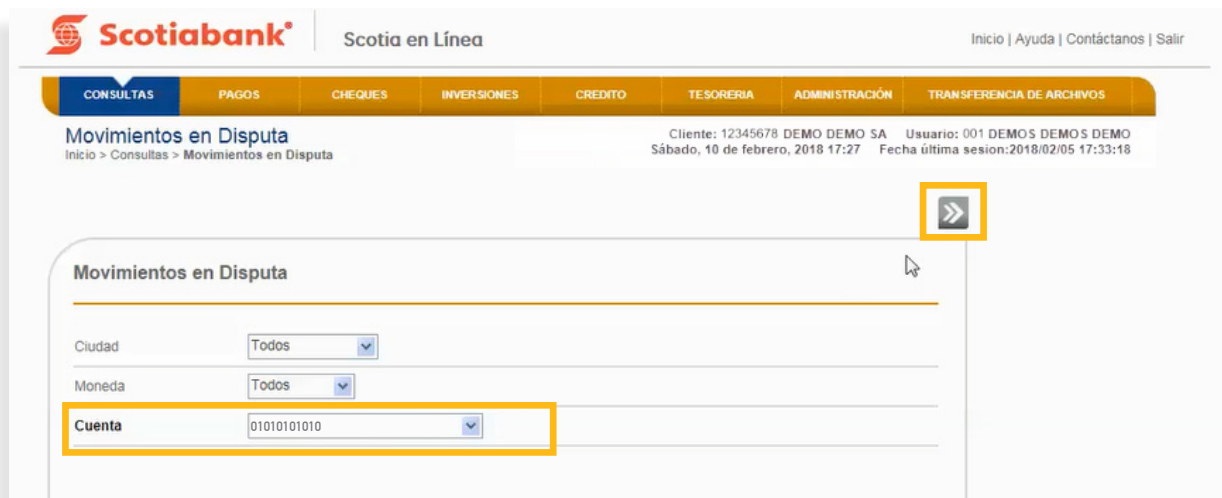 Scotiabank® Scotia en Línea Inicio | Ayuda | Contáctanos | Salir
CONSULTAS PAGOS CHEQUES INVERSIONES CREDITO TESORERIA ADMINISTRACIÓN TRANSFERENCIA DE ARCHIVOS
Movimientos en Disputa Cliente: 12345678 DEMO DEMO SA Usuario: 001 DEMOS DEMOS DEMO
Inicio > Consultas > Movimientos en Disputa Sábado, 10 de febrero, 2018 17:27 Fecha última sesion:2018/02/05 17:33:18
Movimientos en Disputa
Ciudad Todos
Moneda Todos
Cuenta 01010101010